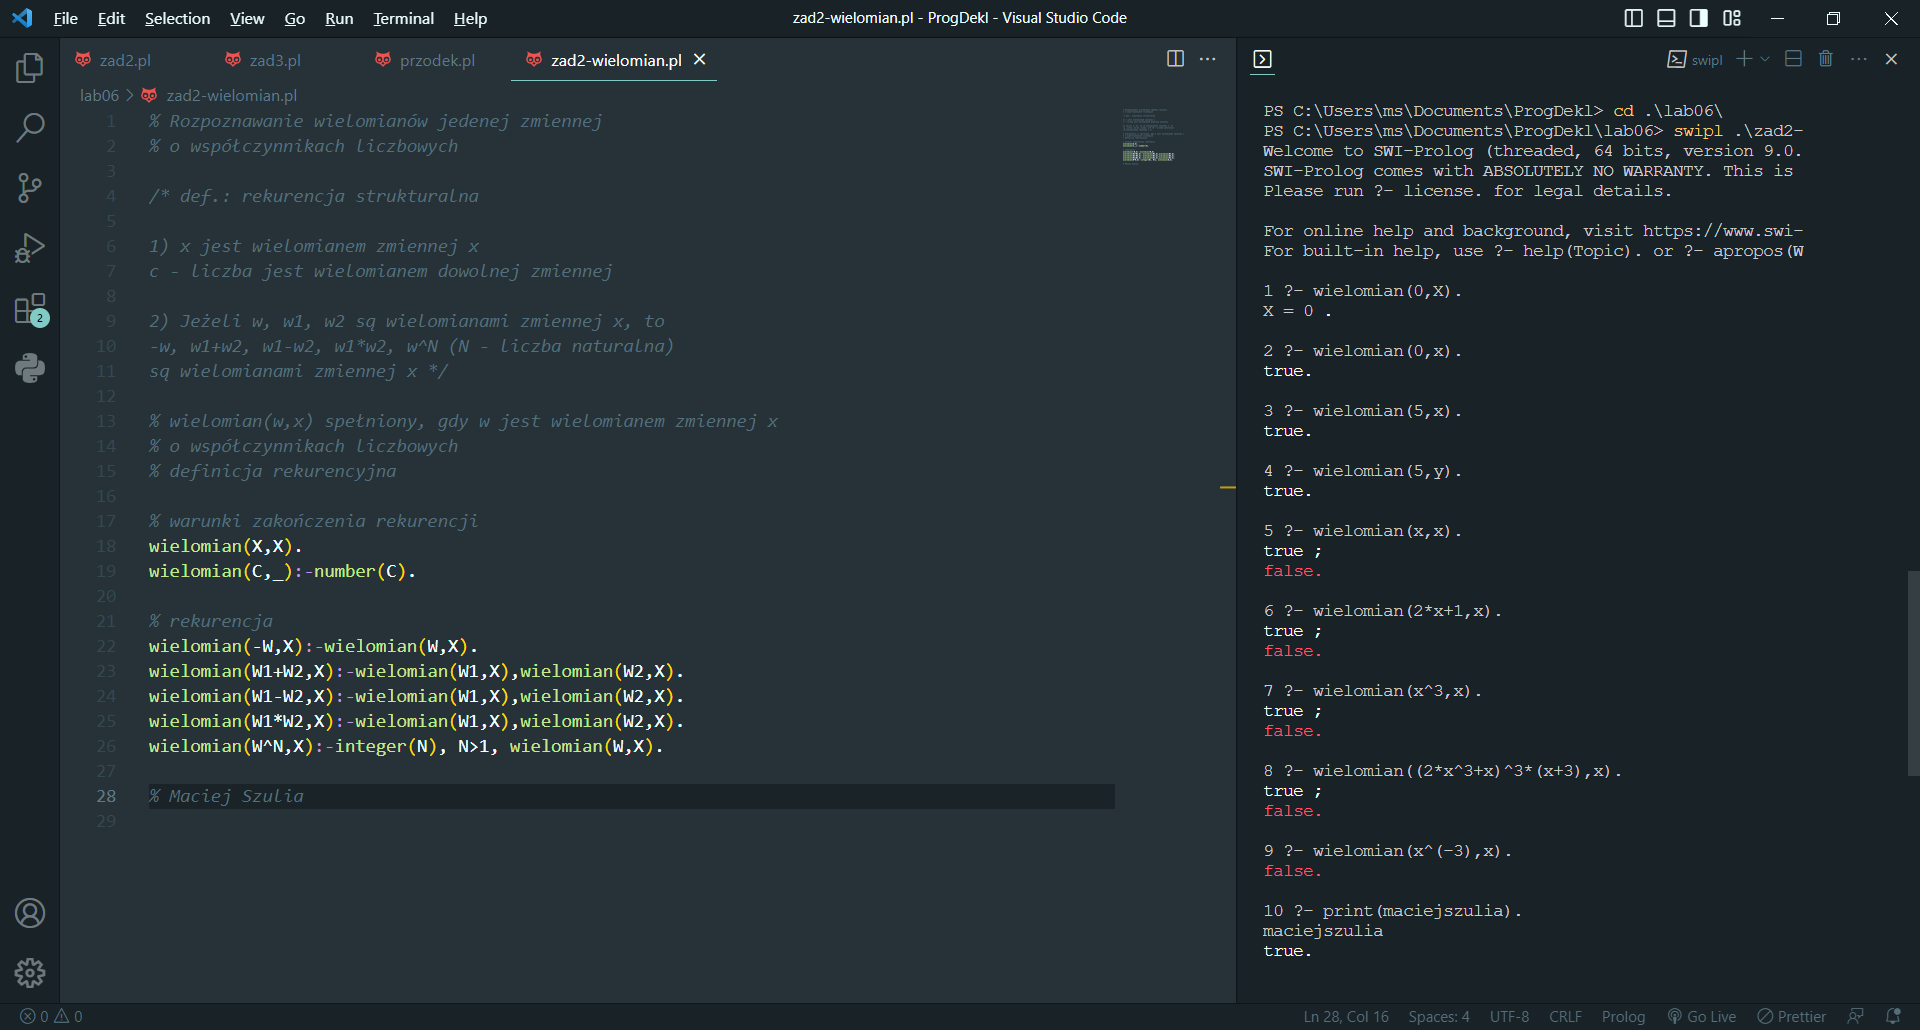 File Edit Selection View Go Run Terminal Help
zad2-wielomian.pl - ProgDekl - Visual Studio Code
zad2.pl zad3.pl przodek.pl zad2-wielomian.pl
lab06 > zad2-wielomian.pl
1 % Rozpoznawanie wielomianów jedenej zmiennej
2 % o współczynnikach liczbowych
3
4 /* def.: rekurencja strukturalna
5
6 1) x jest wielomianem zmiennej x
7 c - liczba jest wielomianem dowolnej zmiennej
8
9 2) Jeżeli w, w1, w2 są wielomianami zmiennej x, to
10 -w, w1+w2, w1-w2, w1*w2, w^N (N - liczba naturalna)
11 są wielomianami zmiennej x */
12
13 % wielomian(w,x) spełniony, gdy w jest wielomianem zmiennej x
14 % o współczynnikach liczbowych
15 % definicja rekurencyjna
16
17 % warunki zakończenia rekurencji
18 wielomian(X,X).
19 wielomian(C,_):-number(C).
20
21 % rekurencja
22 wielomian(-W,X):-wielomian(W,X).
23 wielomian(W1+W2,X):-wielomian(W1,X),wielomian(W2,X).
24 wielomian(W1-W2,X):-wielomian(W1,X),wielomian(W2,X).
25 wielomian(W1*W2,X):-wielomian(W1,X),wielomian(W2,X).
26 wielomian(W^N,X):-integer(N), N>1, wielomian(W,X).
27
28 % Maciej Szulia
29
2
swipl
PS C:\Users\ms\Documents\ProgDekl> cd .\lab06\
PS C:\Users\ms\Documents\ProgDekl\lab06> swipl .\zad2-
Welcome to SWI-Prolog (threaded, 64 bits, version 9.0.
SWI-Prolog comes with ABSOLUTELY NO WARRANTY. This is
Please run ?- license. for legal details.
For online help and background, visit https://www.swi-
For built-in help, use ?- help(Topic). or ?- apropos(W
1 ?- wielomian(0,X).
X = 0 .
2 ?- wielomian(0,x).
true.
3 ?- wielomian(5,x).
true.
4 ?- wielomian(5,y).
true.
5 ?- wielomian(x,x).
true ;
false.
6 ?- wielomian(2*x+1,x).
true ;
false.
7 ?- wielomian(x^3,x).
true ;
false.
8 ?- wielomian((2*x^3+x)^3*(x+3),x).
true ;
false.
9 ?- wielomian(x^(-3),x).
false.
10 ?- print(maciejszulia).
maciejszulia
true.
0 0
Ln 28, Col 16 Spaces: 4 UTF-8 CRLF Prolog Go Live Prettier